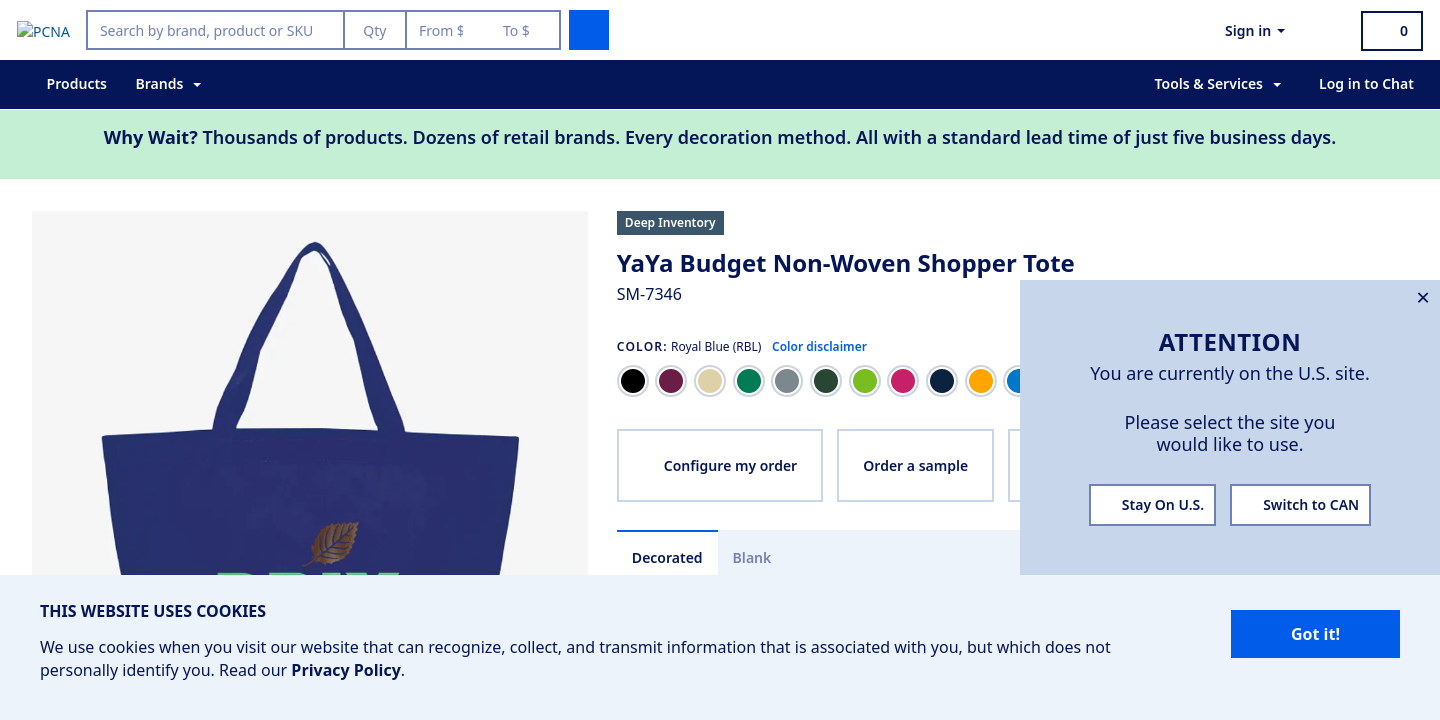 PCNA
Search by brand, product or SKU
Qty
From $
To $
Sign in
0
Products
Brands
Tools & Services
Log in to Chat
Why Wait? Thousands of products. Dozens of retail brands. Every decoration method. All with a standard lead time of just five business days.
Deep Inventory
YaYa Budget Non-Woven Shopper Tote
SM-7346
COLOR: Royal Blue (RBL) Color disclaimer
Configure my order
Order a sample
Decorated
Blank
×
ATTENTION
You are currently on the U.S. site.
Please select the site you
would like to use.
Stay On U.S.
Switch to CAN
THIS WEBSITE USES COOKIES
We use cookies when you visit our website that can recognize, collect, and transmit information that is associated with you, but which does not
personally identify you. Read our Privacy Policy.
Got it!